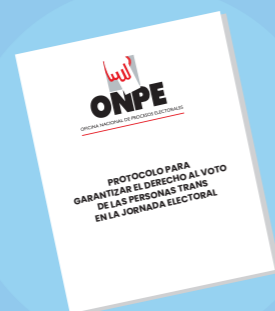 ONPE
OFICINA NACIONAL DE PROCESOS ELECTORALES
PROTOCOLO PARA
GARANTIZAR EL DERECHO AL VOTO
DE LAS PERSONAS TRANS
EN LA JORNADA ELECTORAL